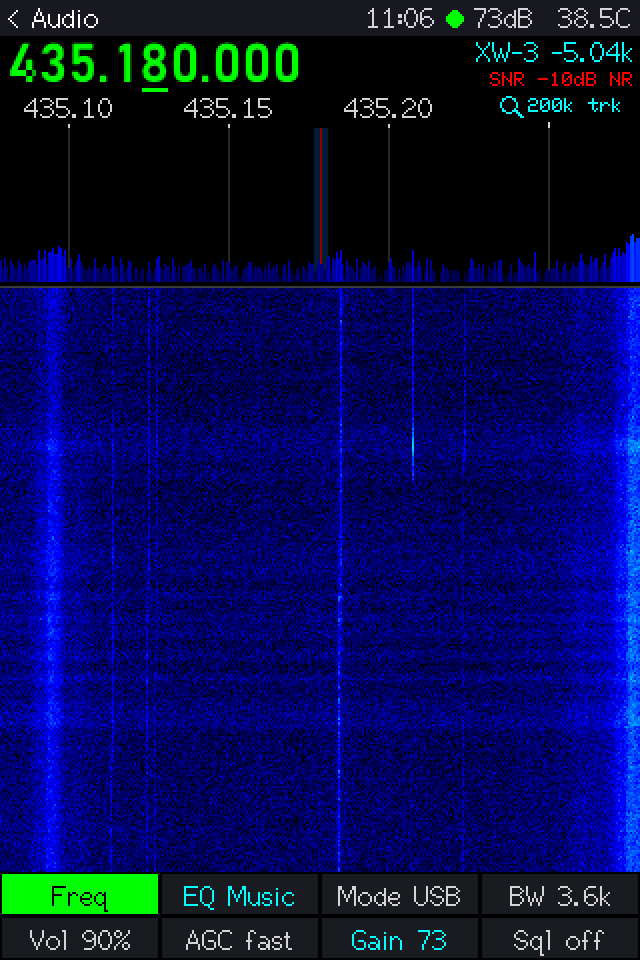 < Audio 11:06 73dB 38.5C
435.180.000 XW-3 -5.04k
SNR -10dB NR
435.10 435.15 435.20 200k trk
Freq EQ Music Mode USB BW 3.6k
Vol 90% AGC fast Gain 73 Sql off